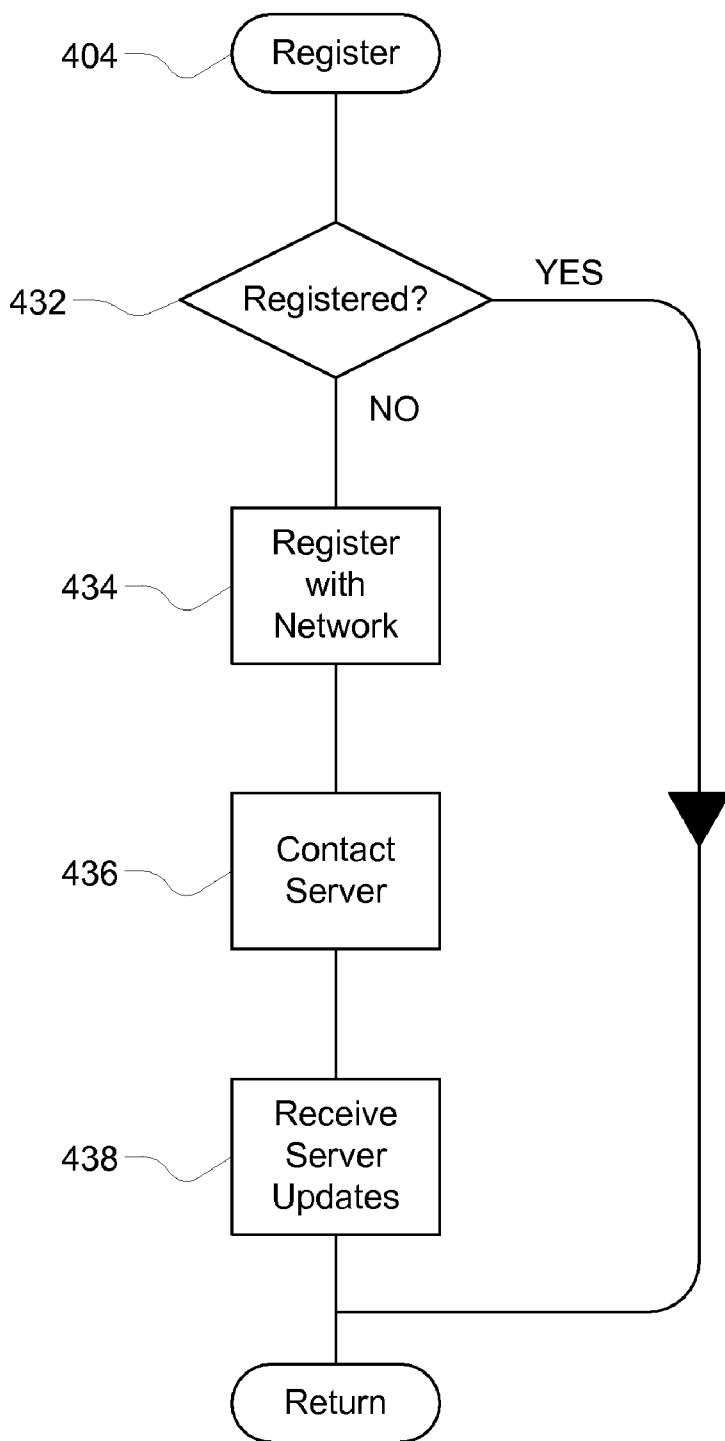 404
Register
432
Registered?
YES
NO
434
Register
with
Network
436
Contact
Server
438
Receive
Server
Updates
Return